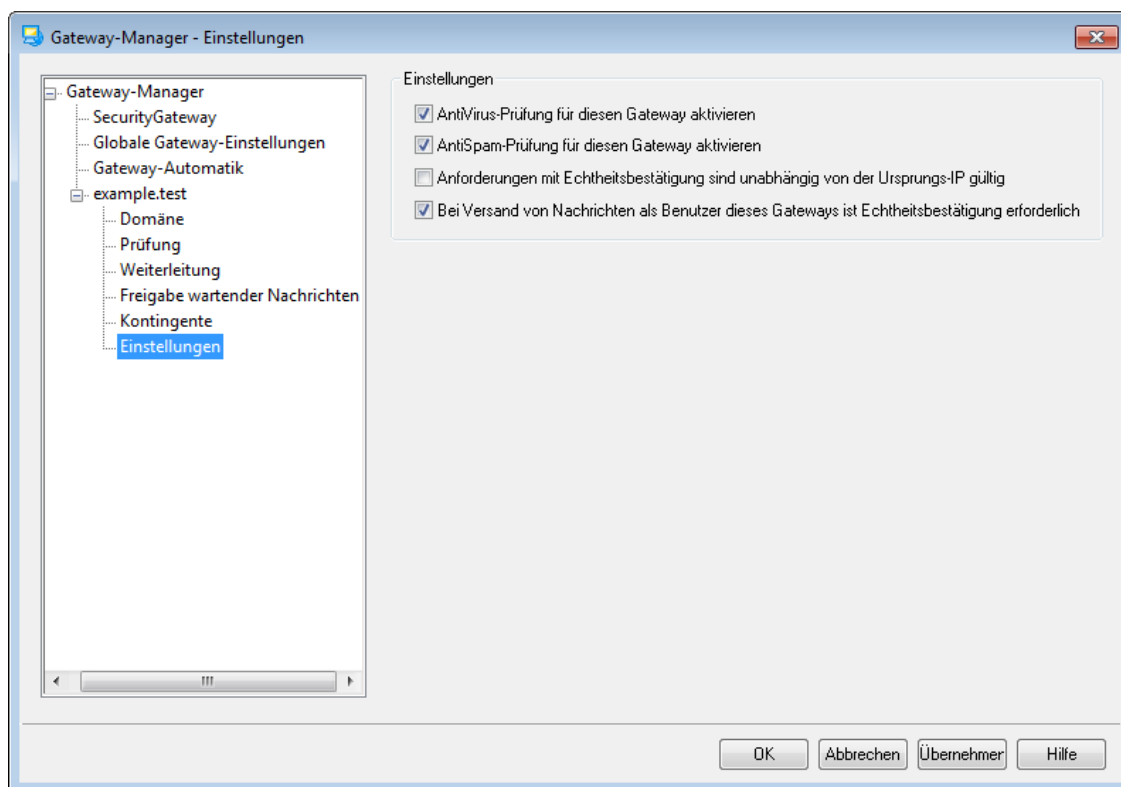 Gateway-Manager - Einstellungen
Gateway-Manager
SecurityGateway
Globale Gateway-Einstellungen
Gateway-Automatik
example.test
Domäne
Prüfung
Weiterleitung
Freigabe wartender Nachrichten
Kontingente
Einstellungen
Einstellungen
AntiVirus-Prüfung für diesen Gateway aktivieren
AntiSpam-Prüfung für diesen Gateway aktivieren
Anforderungen mit Echtheitsbestätigung sind unabhängig von der Ursprungs-IP gültig
Bei Versand von Nachrichten als Benutzer dieses Gateways ist Echtheitsbestätigung erforderlich
OK Abbrechen Übernehmer Hilfe